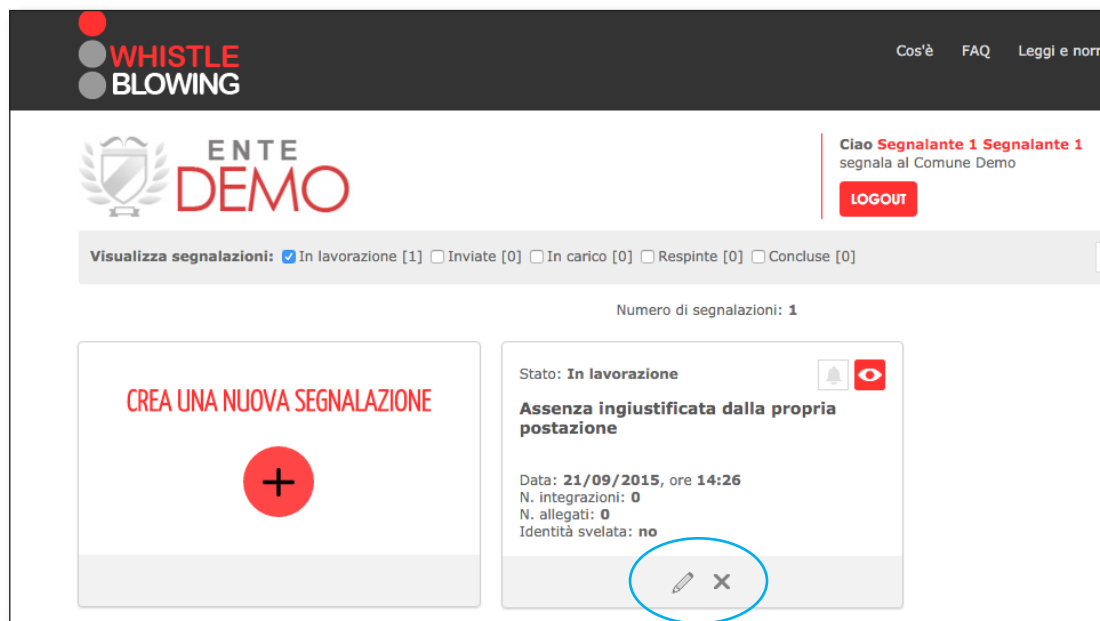 WHISTLE
BLOWING
Cos'è FAQ Leggi e norm
ENTE
DEMO
Ciao Segnalante 1 Segnalante 1
segnala al Comune Demo
LOGOUT
Visualizza segnalazioni: In lavorazione [1] Inviate [0] In carico [0] Respinte [0] Concluse [0]
Numero di segnalazioni: 1
CREA UNA NUOVA SEGNALAZIONE
Stato: In lavorazione
Assenza ingiustificata dalla propria
postazione
Data: 21/09/2015, ore 14:26
N. integrazioni: 0
N. allegati: 0
Identità svelata: no